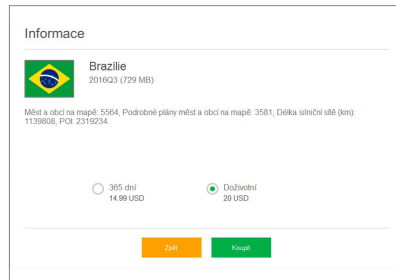 Informace
Brazílie
2016Q3 (729 MB)
Měst a obcí na mapě: 5564, Podrobné plány měst a obcí na mapě: 3581, Délka silniční sítě (km):
1139808, POI: 2319234.
365 dní
14.99 USD
Doživotní
20 USD
Zpět
Koupit